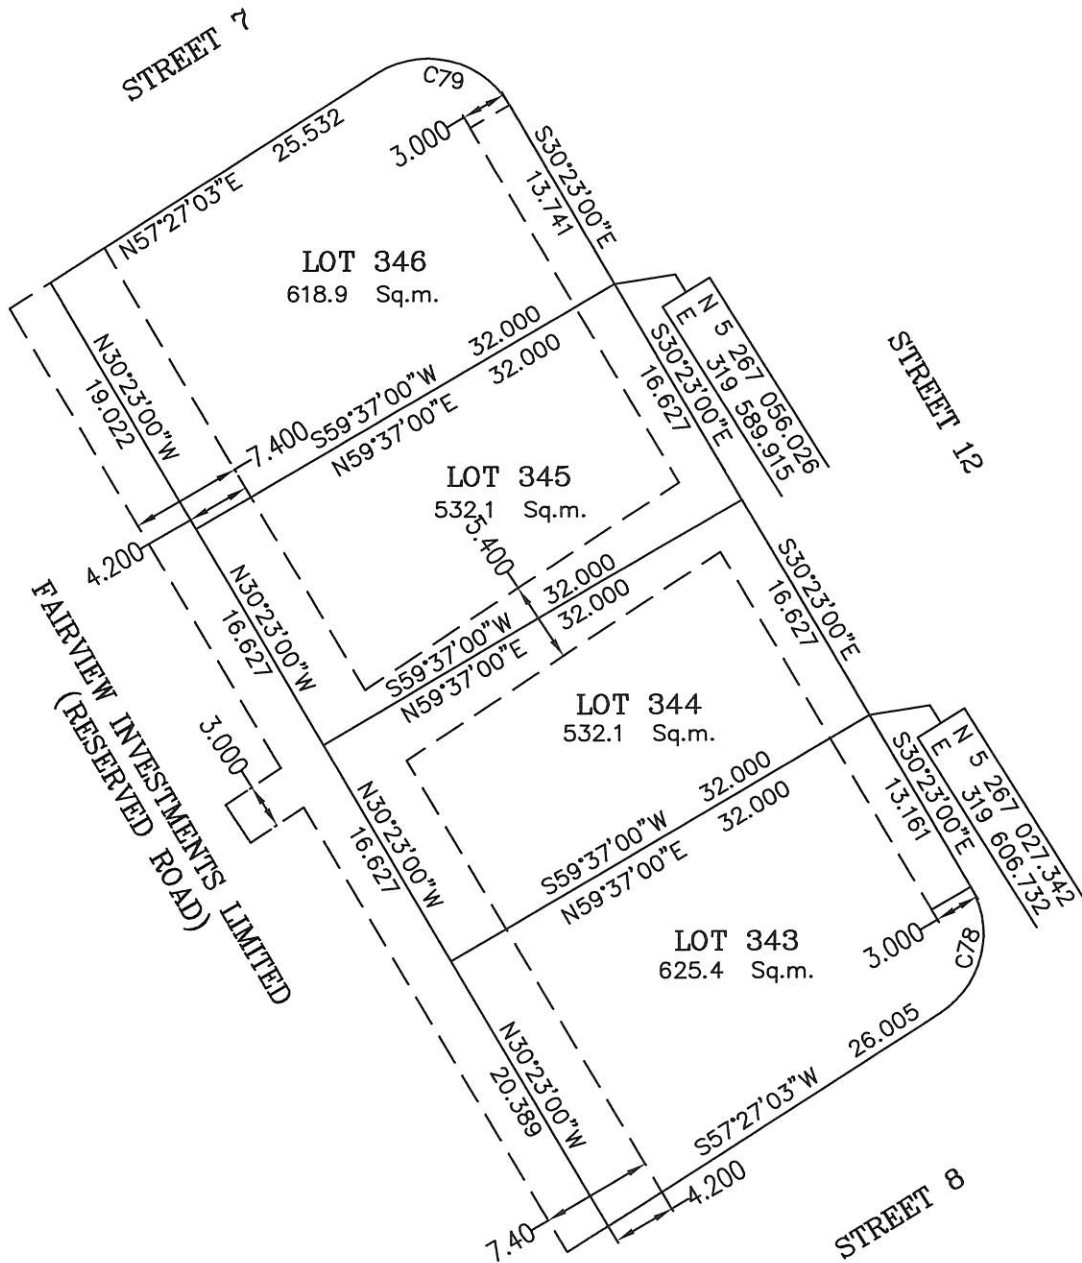 STREET 7
C79
25.532
N57°27'03"E
3.000
S30°23'00"E
13.741
LOT 346
618.9 Sq.m.
N30°23'00"W
19.022
32.000
S59°37'00"W
7.400
4.200
N 5 267 056.026
E 319 589.915
STREET 12
32.000
N59°37'00"E
S30°23'00"E
16.627
LOT 345
532.1 Sq.m.
5.400
N30°23'00"W
16.627
32.000
S59°37'00"W
FAIRVIEW INVESTMENTS LIMITED
(RESERVED ROAD)
3.000
32.000
N59°37'00"E
S30°23'00"E
16.627
LOT 344
532.1 Sq.m.
N30°23'00"W
16.627
32.000
S59°37'00"W
N 5 267 027.342
E 319 606.732
32.000
N59°37'00"E
S30°23'00"E
13.161
LOT 343
625.4 Sq.m.
3.000
C78
N30°23'00"W
20.389
26.005
S57°27'03"W
4.200
7.40
STREET 8